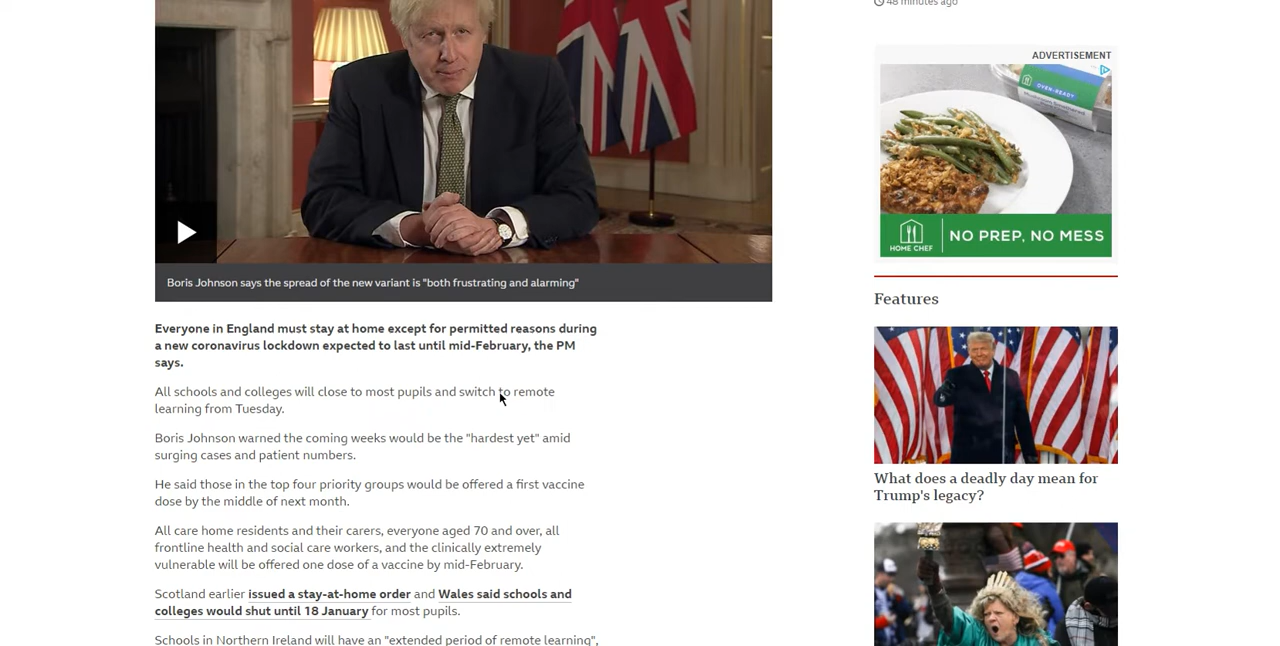 48 minutes ago
ADVERTISEMENT
OVEN-READY
HOME CHEF
NO PREP, NO MESS
Boris Johnson says the spread of the new variant is "both frustrating and alarming"
Everyone in England must stay at home except for permitted reasons during
a new coronavirus lockdown expected to last until mid-February, the PM
says.
All schools and colleges will close to most pupils and switch to remote
learning from Tuesday.
Boris Johnson warned the coming weeks would be the "hardest yet" amid
surging cases and patient numbers.
He said those in the top four priority groups would be offered a first vaccine
dose by the middle of next month.
All care home residents and their carers, everyone aged 70 and over, all
frontline health and social care workers, and the clinically extremely
vulnerable will be offered one dose of a vaccine by mid-February.
Scotland earlier issued a stay-at-home order and Wales said schools and
colleges would shut until 18 January for most pupils.
Schools in Northern Ireland will have an "extended period of remote learning",
Features
What does a deadly day mean for
Trump's legacy?